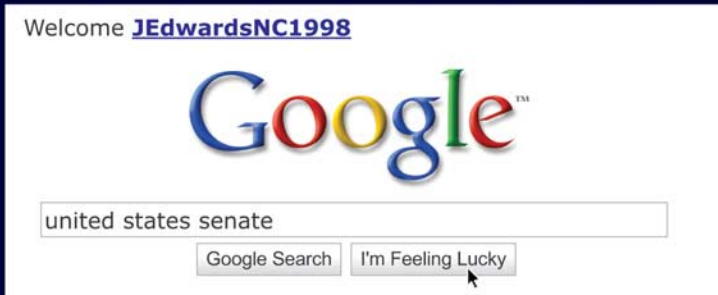 Welcome JEdwardsNC1998
Google™
united states senate
Google Search I'm Feeling Lucky